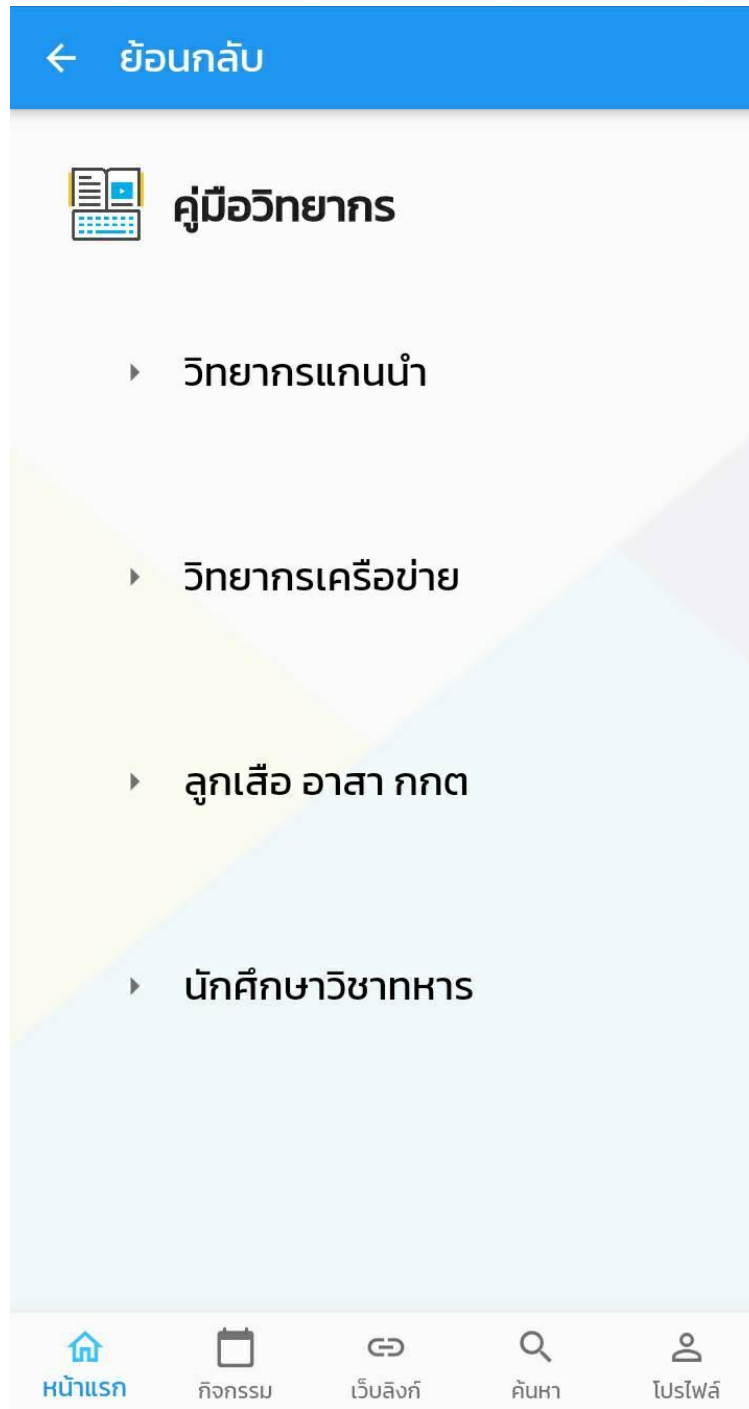 ย้อนกลับ
คู่มือวิทยากร
วิทยากรแกนนำ
วิทยากรเครือข่าย
ลูกเสือ อาสา กกต
นักศึกษาวิชาทหาร
หน้าแรก กิจกรรม เว็บลิงก์ ค้นหา โปรไฟล์